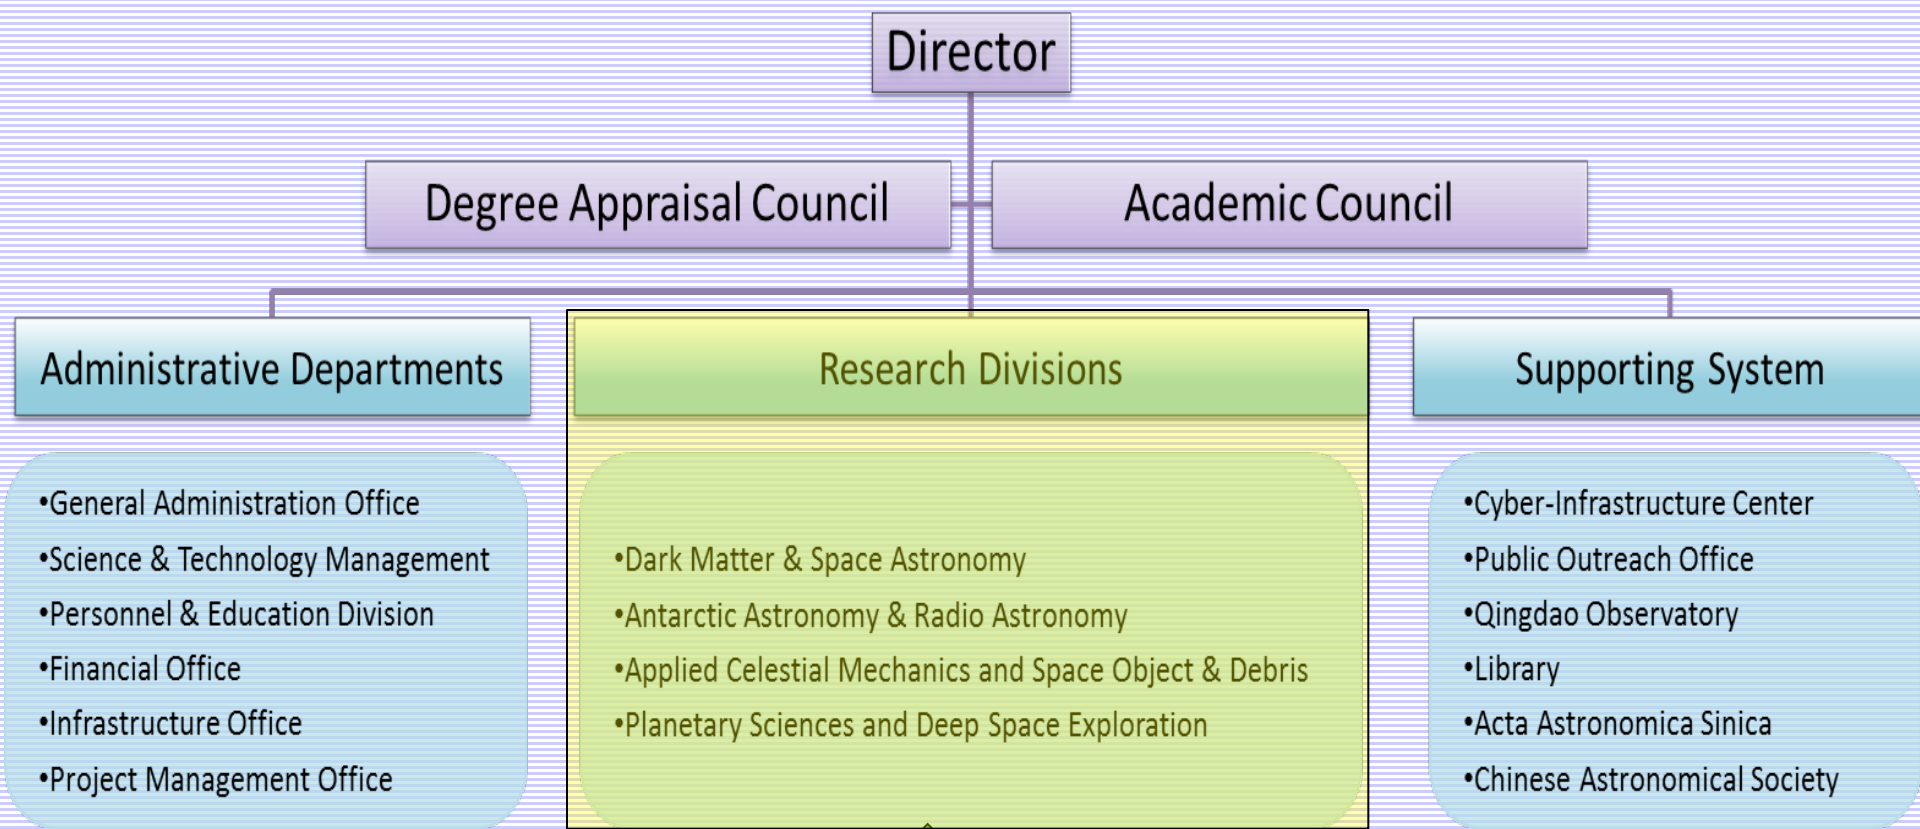 Director
Degree Appraisal Council
Academic Council
Administrative Departments
Research Divisions
Supporting System
•General Administration Office
•Science & Technology Management
•Personnel & Education Division
•Financial Office
•Infrastructure Office
•Project Management Office
•Dark Matter & Space Astronomy
•Antarctic Astronomy & Radio Astronomy
•Applied Celestial Mechanics and Space Object & Debris
•Planetary Sciences and Deep Space Exploration
•Cyber-Infrastructure Center
•Public Outreach Office
•Qingdao Observatory
•Library
•Acta Astronomica Sinica
•Chinese Astronomical Society